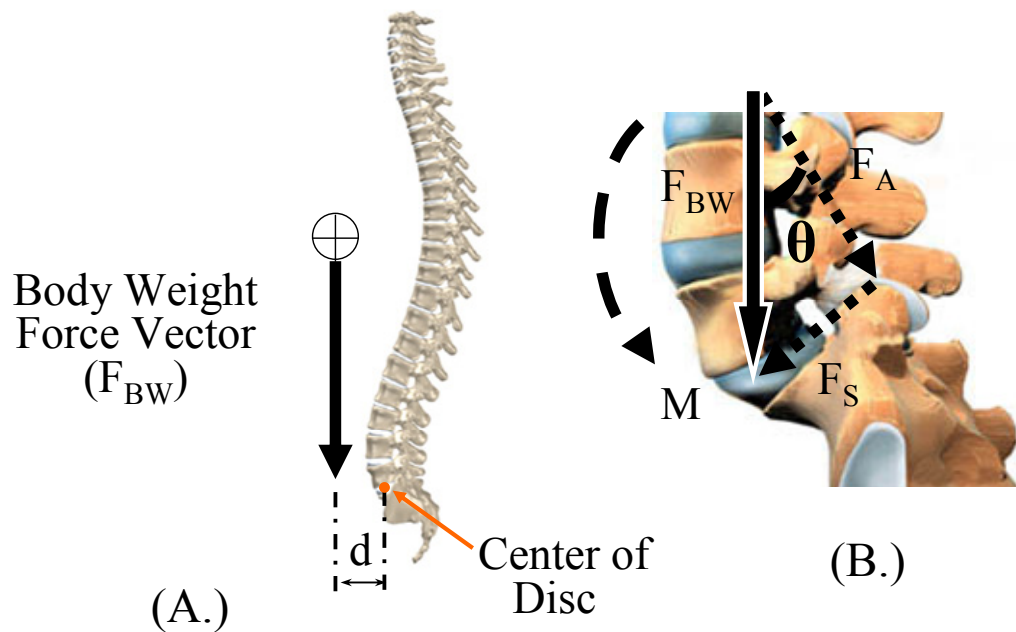 Body Weight
Force Vector
(F_BW)
d
Center of
Disc
(A.)
F_BW
F_A
θ
F_S
M
(B.)